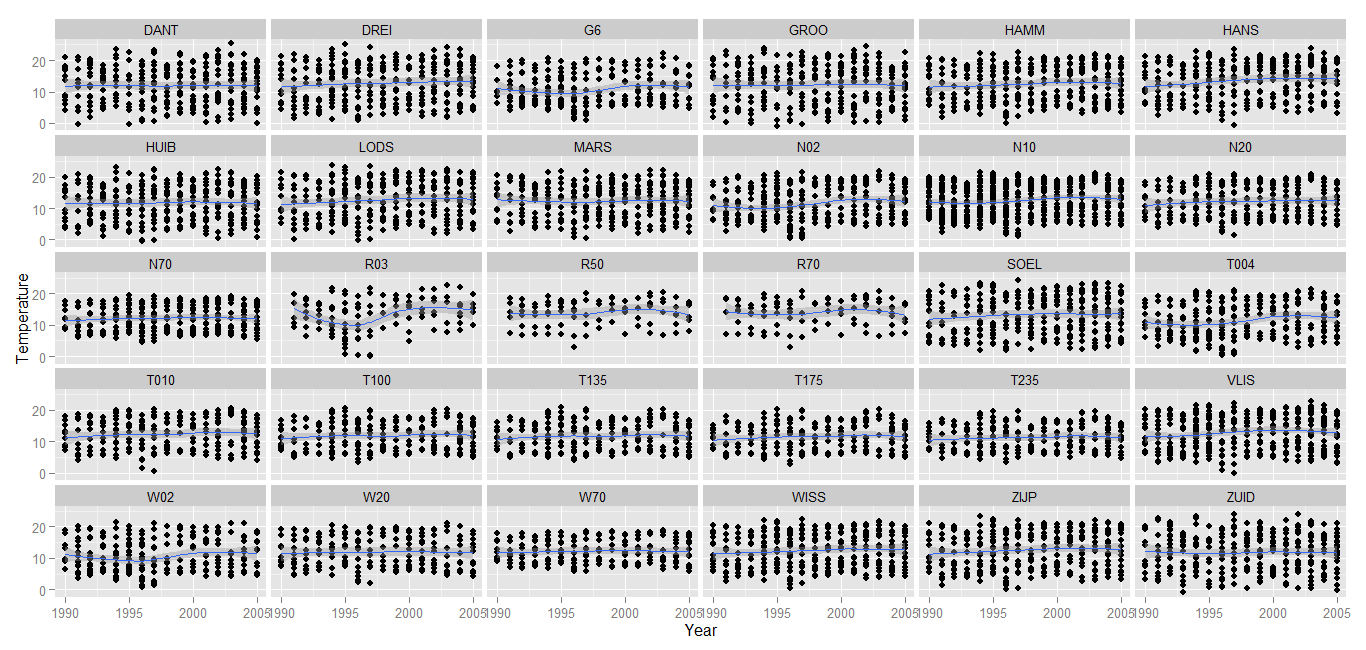 DANT DREI G6 GROO HAMM HANS
20
10
0
HUIB LODS MARS N02 N10 N20
20
10
0
N70 R03 R50 R70 SOEL T004
20
10
0
Temperature
T010 T100 T135 T175 T235 VLIS
20
10
0
W02 W20 W70 WISS ZIJP ZUID
20
10
0
1990 1995 2000 2005 1990 1995 2000 2005 1990 1995 2000 2005 1990 1995 2000 2005 1990 1995 2000 2005 1990 1995 2000 2005
Year